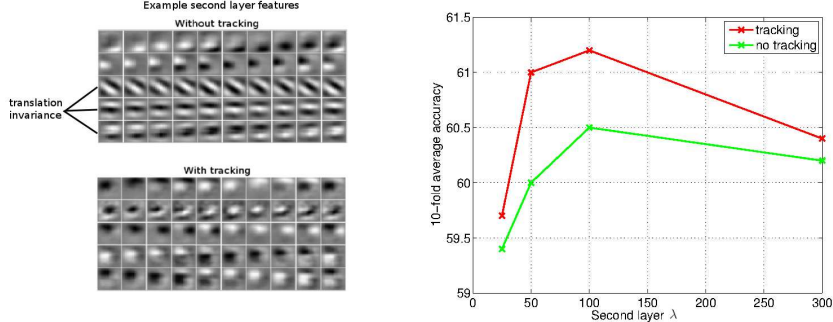 Example second layer features
Without tracking
translation
invariance
With tracking
61.5
61
60.5
60
59.5
59
10-fold average accuracy
0
50
100
150
200
250
300
Second layer λ
tracking
no tracking